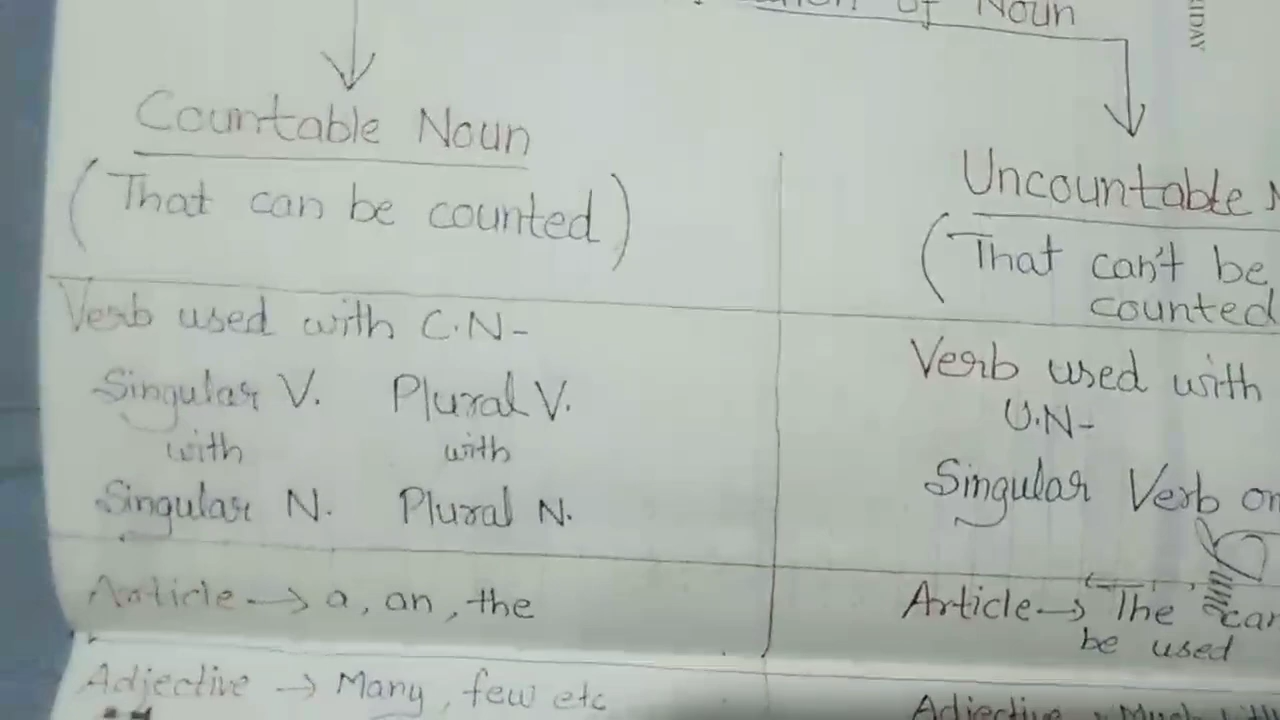 of Noun
Countable Noun
(That can be counted)
Verb used with C.N-
Singular V. Plural V.
with with
Singular N. Plural N.
Article → a, an, the
Adjective → Many, few etc
FRIDAY
Uncountable
(That can't be
counted
Verb used with
U.N-
Singular Verb
Article → The
be used
Adjective